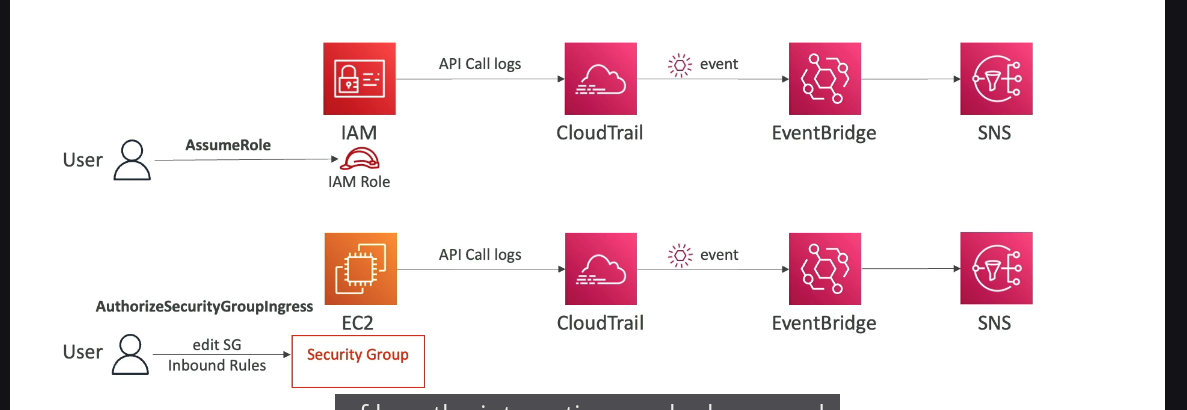 API Call logs
event
IAM
CloudTrail
EventBridge
SNS
User
AssumeRole
IAM Role
API Call logs
event
AuthorizeSecurityGroupIngress
EC2
CloudTrail
EventBridge
SNS
User
edit SG
Inbound Rules
Security Group